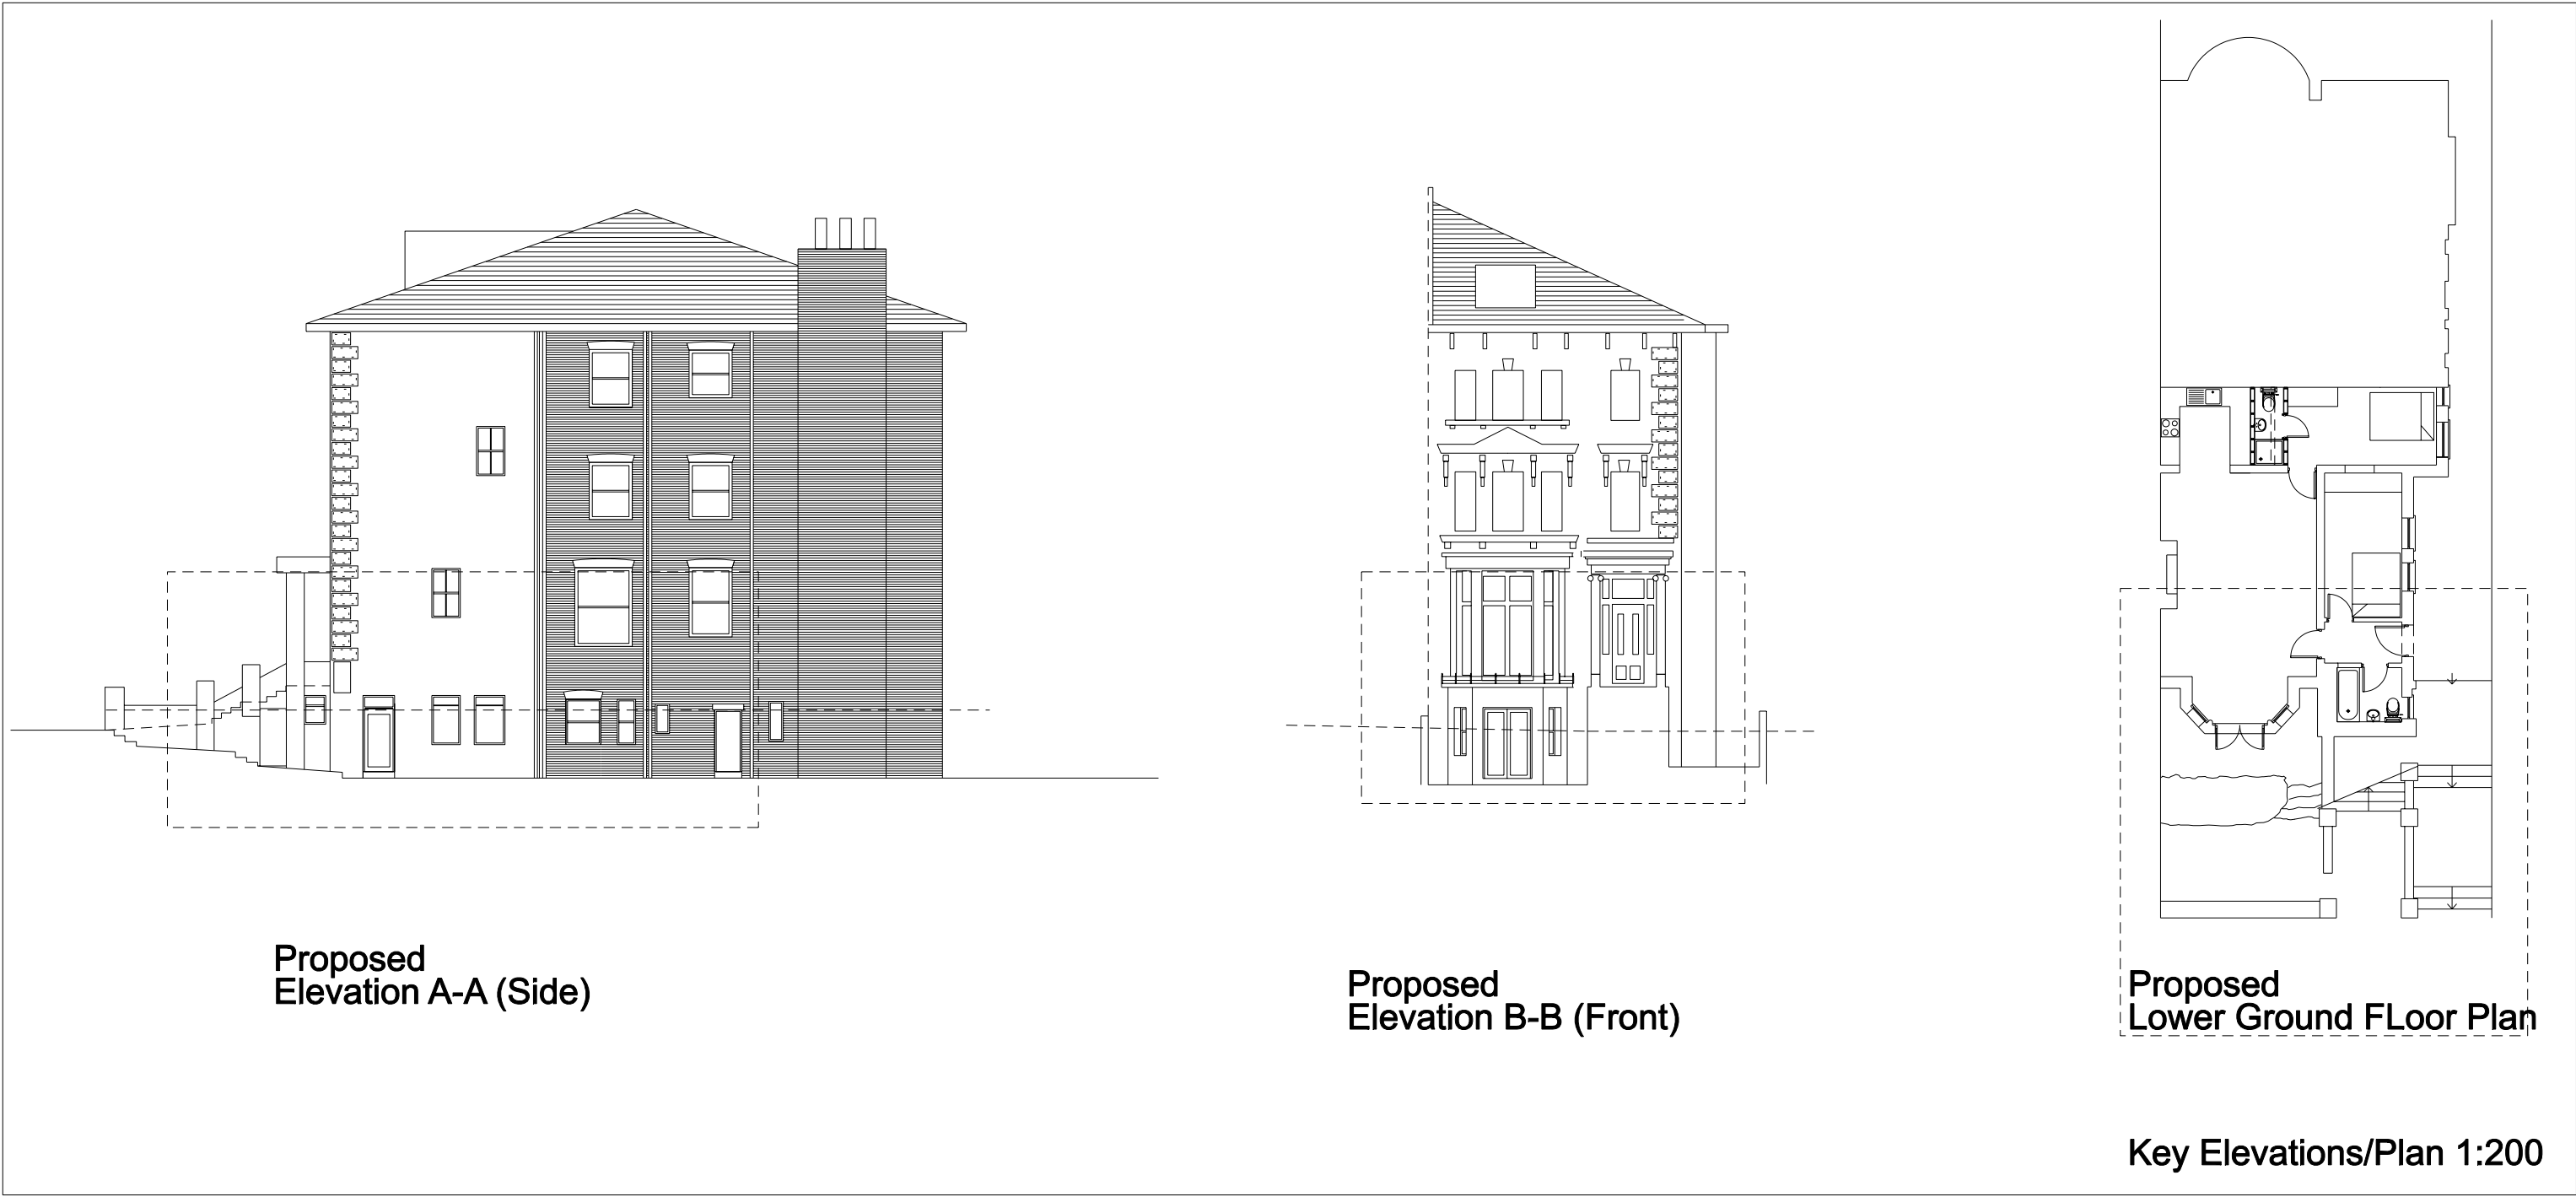 Proposed
Elevation A-A (Side)
Proposed
Elevation B-B (Front)
Proposed
Lower Ground FLoor Plan
Key Elevations/Plan 1:200